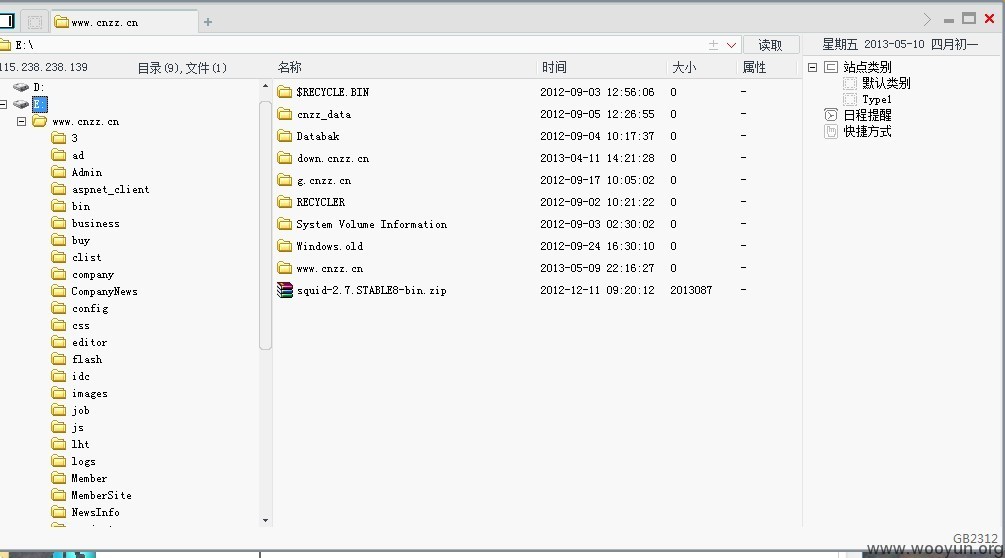 www.cnzz.cn
E:\
读取
星期五 2013-05-10 四月初一
15.238.238.139
目录(9),文件(1)
名称 时间 大小 属性
D:
E:
www.cnzz.cn
3
ad
Admin
aspnet_client
bin
business
buy
clist
company
CompanyNews
config
css
editor
flash
idc
images
job
js
lht
logs
Member
MemberSite
NewsInfo
$RECYCLE.BIN 2012-09-03 12:56:06 0 -
cnzz_data 2012-09-05 12:26:55 0 -
Databak 2012-09-04 10:17:37 0 -
down.cnzz.cn 2013-04-11 14:21:28 0 -
g.cnzz.cn 2012-09-17 10:05:02 0 -
RECYCLER 2012-09-02 10:21:22 0 -
System Volume Information 2012-09-03 02:30:02 0 -
Windows.old 2012-09-24 16:30:10 0 -
www.cnzz.cn 2013-05-09 22:16:27 0 -
squid-2.7.STABLE8-bin.zip 2012-12-11 09:20:12 2013087 -
站点类别
默认类别
Type1
日程提醒
快捷方式
GB2312
www.wooyun.org